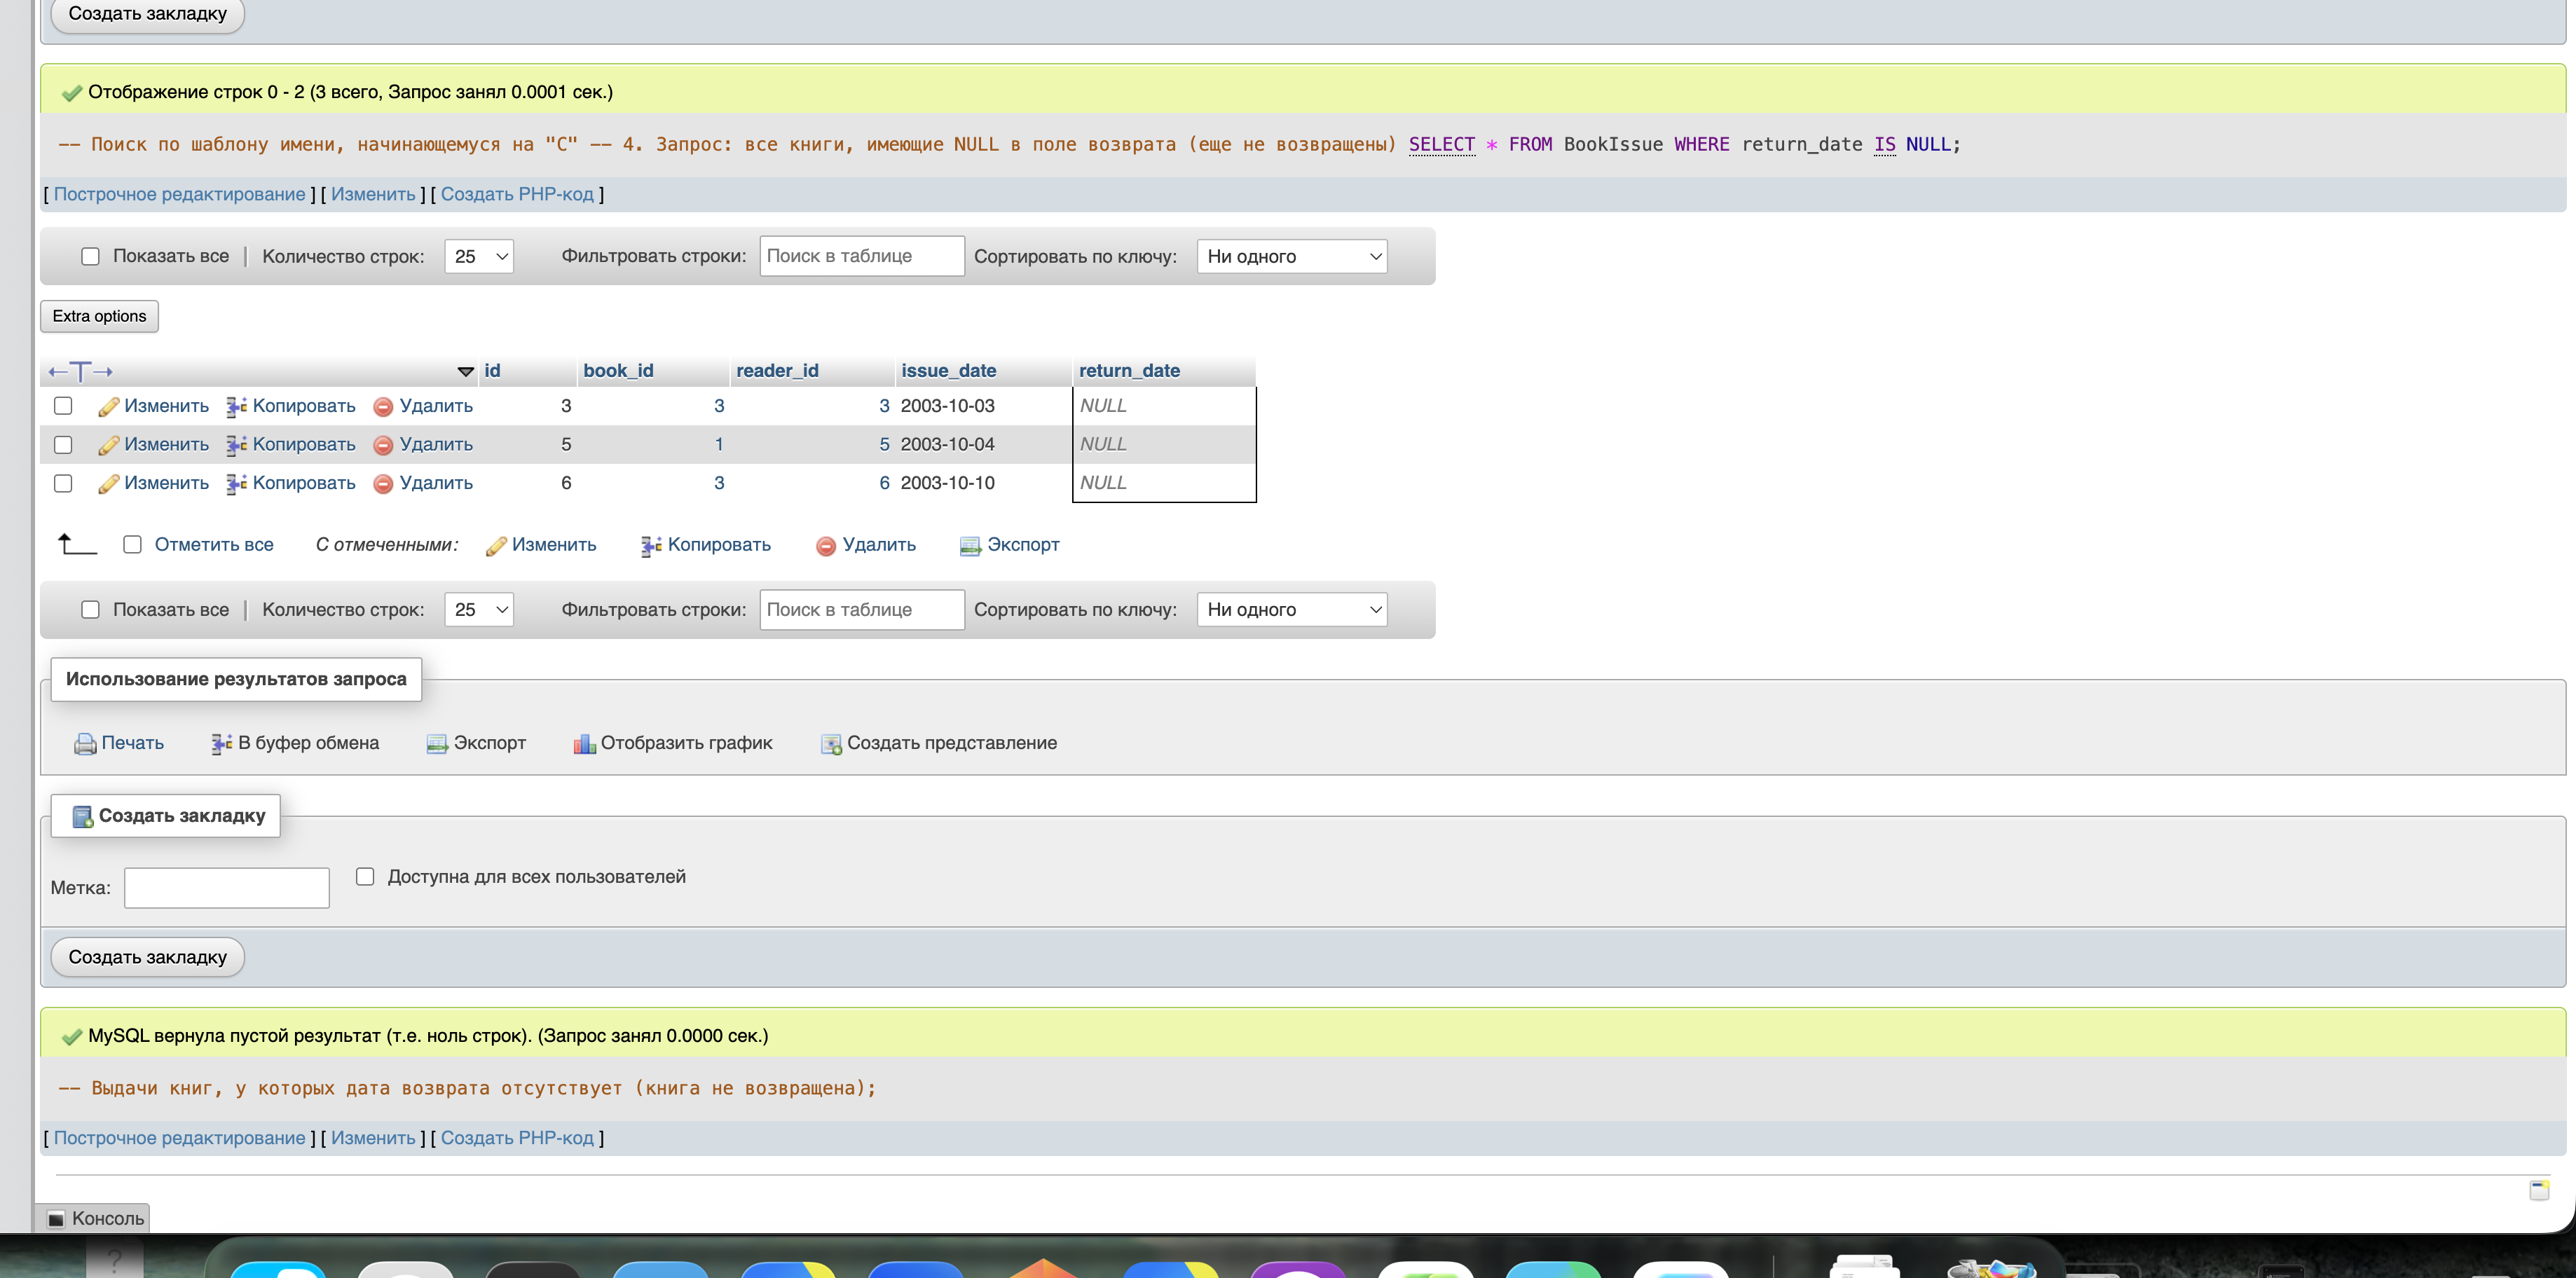 Создать закладку
Отображение строк 0 - 2 (3 всего, Запрос занял 0.0001 сек.)
-- Поиск по шаблону имени, начинающемуся на "С" -- 4. Запрос: все книги, имеющие NULL в поле возврата (еще не возвращены) SELECT * FROM BookIssue WHERE return_date IS NULL;
[ Построчное редактирование ] [ Изменить ] [ Создать PHP-код ]
Показать все | Количество строк: 25 Фильтровать строки: Поиск в таблице Сортировать по ключу: Ни одного
Extra options
←T→ id book_id reader_id issue_date return_date
Изменить Копировать Удалить 3 3 3 2003-10-03 NULL
Изменить Копировать Удалить 5 1 5 2003-10-04 NULL
Изменить Копировать Удалить 6 3 6 2003-10-10 NULL
Отметить все С отмеченными: Изменить Копировать Удалить Экспорт
Показать все | Количество строк: 25 Фильтровать строки: Поиск в таблице Сортировать по ключу: Ни одного
Использование результатов запроса
Печать В буфер обмена Экспорт Отобразить график Создать представление
Создать закладку
Метка: Доступна для всех пользователей
Создать закладку
MySQL вернула пустой результат (т.е. ноль строк). (Запрос занял 0.0000 сек.)
-- Выдачи книг, у которых дата возврата отсутствует (книга не возвращена);
[ Построчное редактирование ] [ Изменить ] [ Создать PHP-код ]
Консоль
?